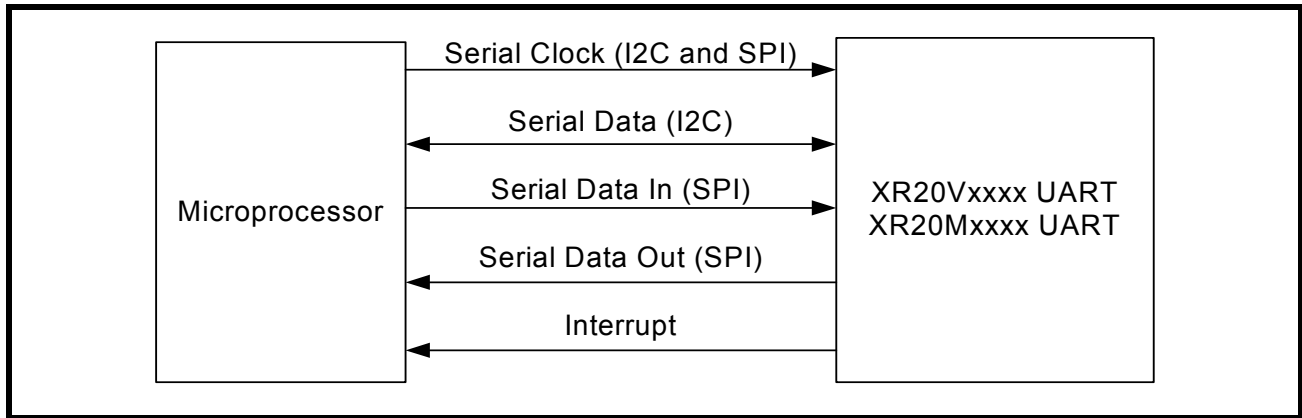 Serial Clock (I2C and SPI)
Serial Data (I2C)
Serial Data In (SPI)
Serial Data Out (SPI)
Interrupt
Microprocessor
XR20Vxxxx UART
XR20Mxxxx UART